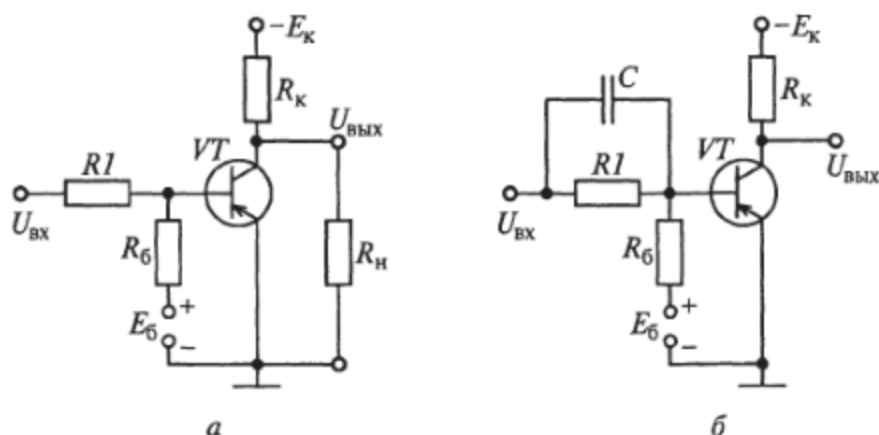 −Eк
Rк
Uвых
VT
R1
Uвх
Rб
+
Eб
−
Rн
а
−Eк
C
Rк
VT
R1
Uвых
Uвх
Rб
+
Eб
−
б